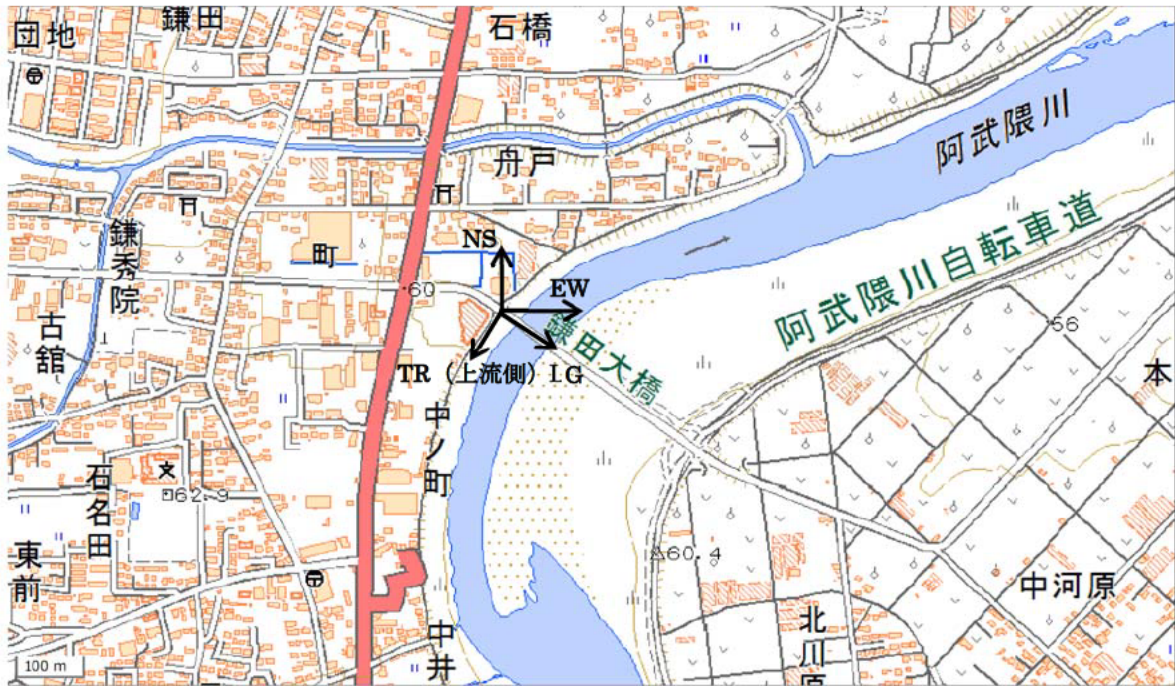 団地
鎌田
石橋
舟戸
阿武隈川
阿武隈川自転車道
鎌秀院
町
NS
EW
60
古舘
鎌田大橋
TR（上流側）LG
56
本
中ノ町
石名田
文
62.9
東前
60.4
中河原
北川原
中井
100 m